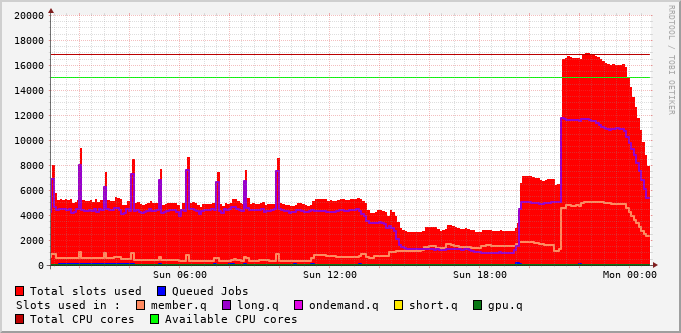 20000
18000
16000
14000
12000
10000
8000
6000
4000
2000
0
Sun 06:00 Sun 12:00 Sun 18:00 Mon 00:00
RRDTOOL / TOBI OETIKER
Total slots used Queued Jobs
Slots used in : member.q long.q ondemand.q short.q gpu.q
Total CPU cores Available CPU cores